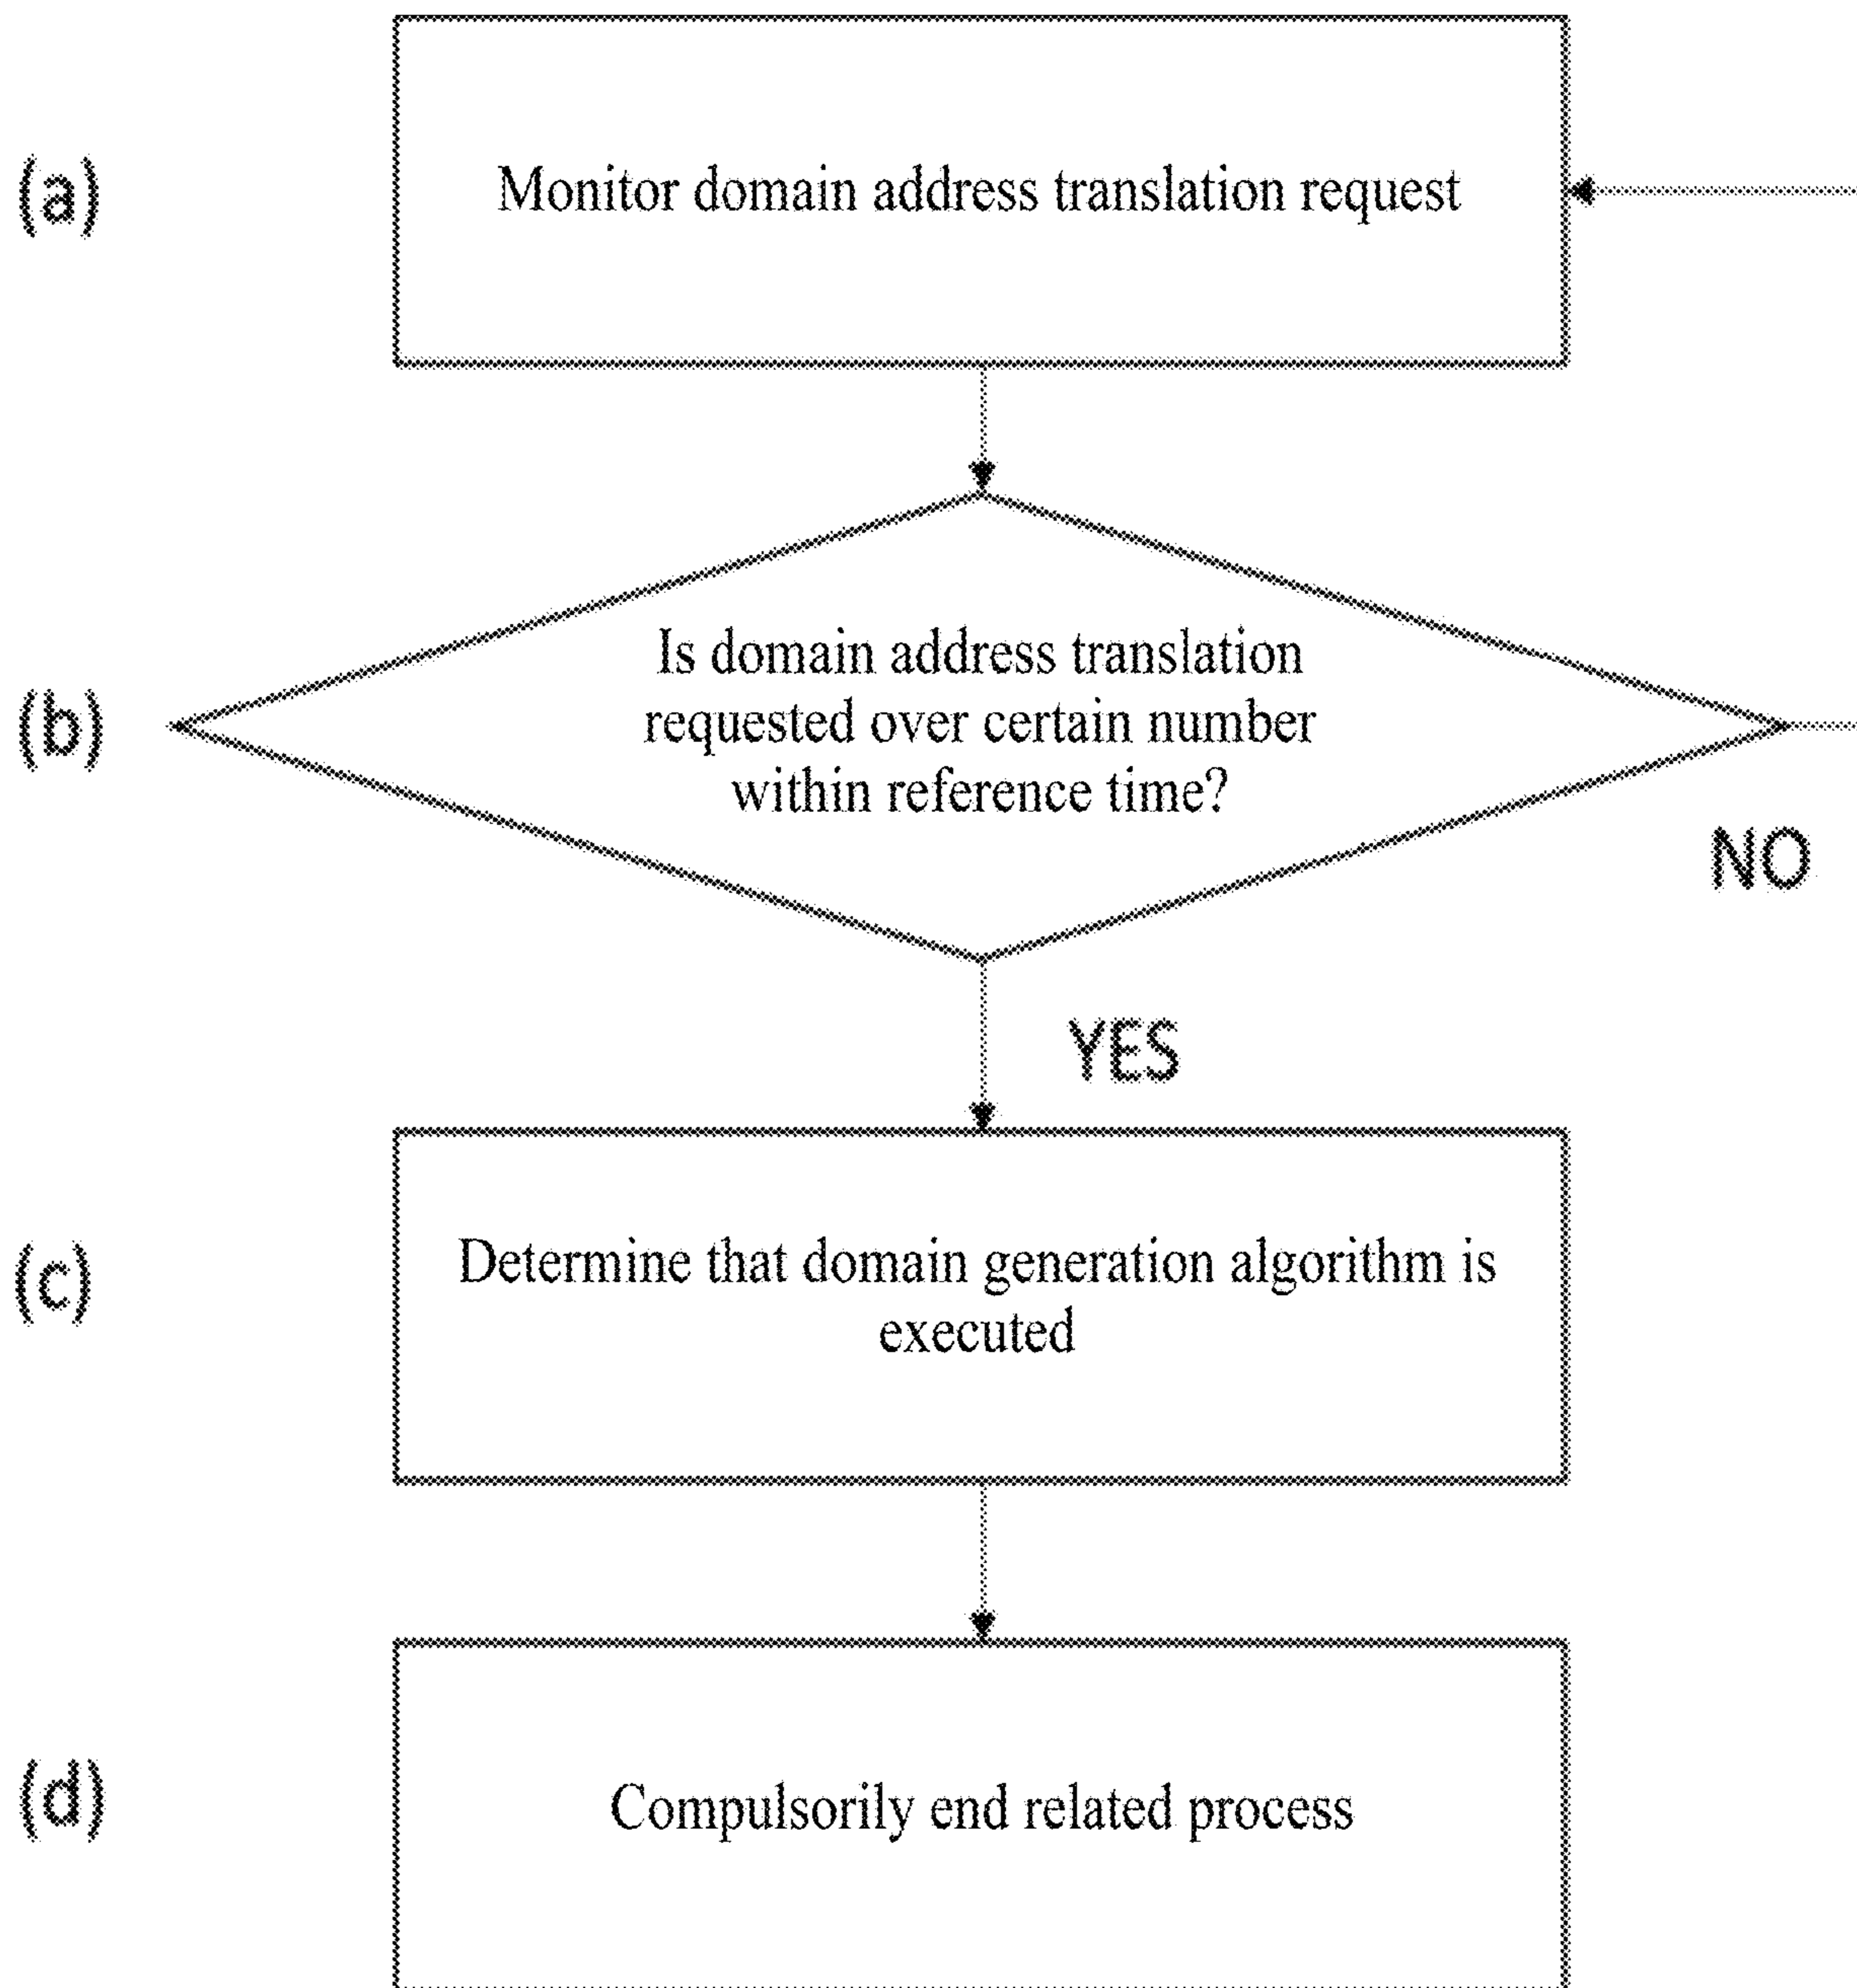 (a)
Monitor domain address translation request
(b)
Is domain address translation
requested over certain number
within reference time?
NO
YES
(c)
Determine that domain generation algorithm is
executed
(d)
Compulsorily end related process